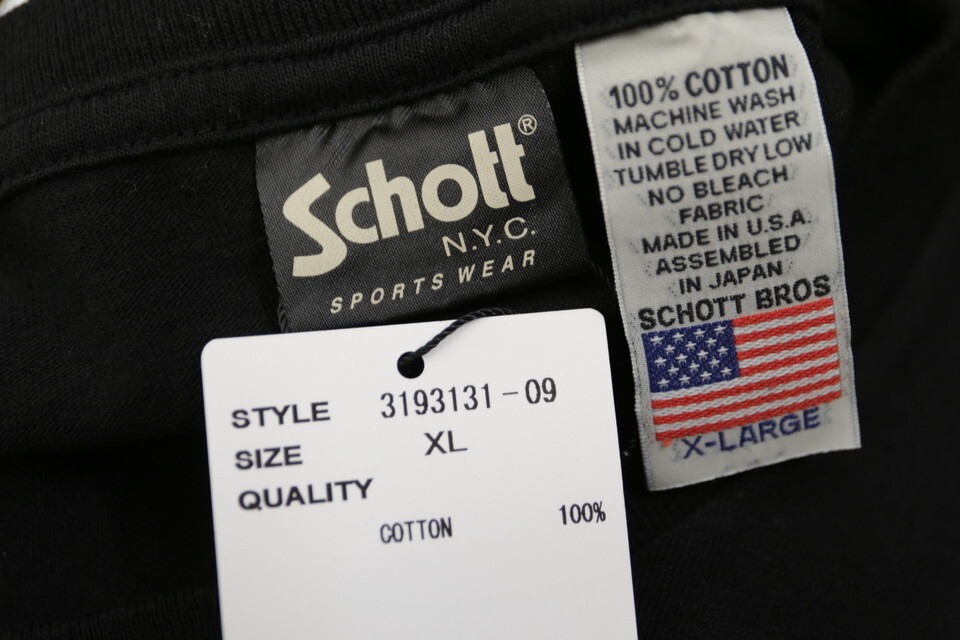 Schott®
N.Y.C.
SPORTS WEAR
100% COTTON
MACHINE WASH
IN COLD WATER
TUMBLE DRY LOW
NO BLEACH
FABRIC
MADE IN U.S.A.
ASSEMBLED
IN JAPAN
SCHOTT BROS
X-LARGE
STYLE 3193131-09
SIZE XL
QUALITY
COTTON 100%